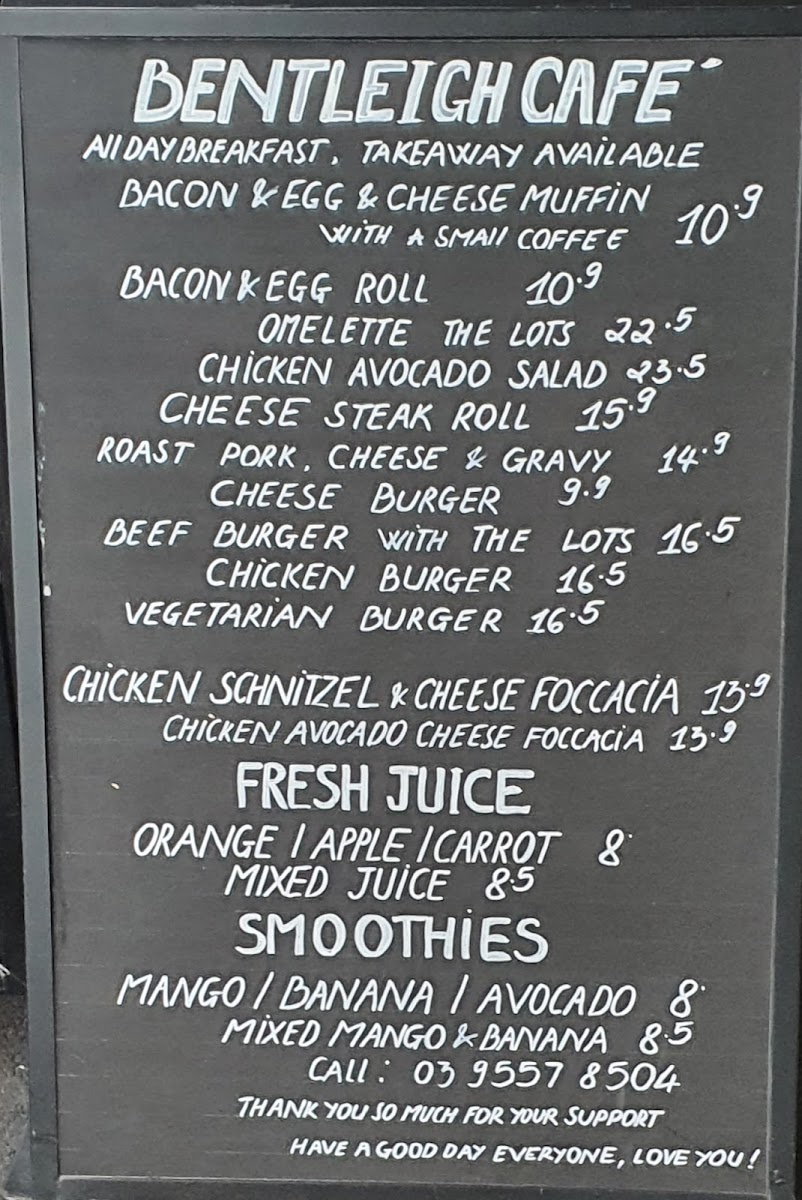 BENTLEIGH CAFE'
All DAY BREAKFAST, TAKEAWAY AVAILABLE
BACON & EGG & CHEESE MUFFIN
WITH A SMAll COFFEE 10.9
BACON & EGG ROLL 10.9
OMELETTE THE LOTS 22.5
CHICKEN AVOCADO SALAD 23.5
CHEESE STEAK ROLL 15.9
ROAST PORK, CHEESE & GRAVY 14.9
CHEESE BURGER 9.9
BEEF BURGER WITH THE LOTS 16.5
CHICKEN BURGER 16.5
VEGETARIAN BURGER 16.5
CHICKEN SCHNITZEL & CHEESE FOCCACIA 13.9
CHICKEN AVOCADO CHEESE FOCCACIA 13.9
FRESH JUICE
ORANGE / APPLE / CARROT 8.
MIXED JUICE 8.5
SMOOTHIES
MANGO / BANANA / AVOCADO 8.
MIXED MANGO & BANANA 8.5
CAll: 03 9557 8504
THANK YOU SO MUCH FOR YOUR SUPPORT
HAVE A GOOD DAY EVERYONE, LOVE YOU!